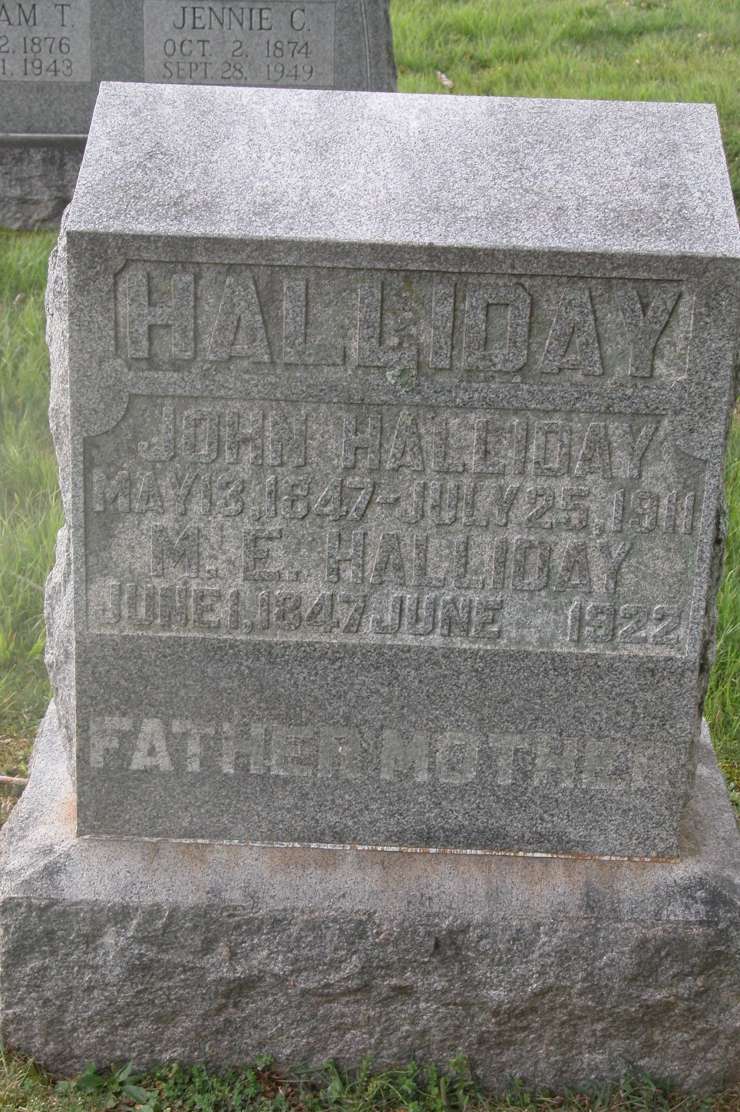 AM T.
2. 1876
1. 1943
JENNIE C.
OCT. 2, 1874
SEPT. 28, 1949
HALLIDAY
JOHN HALLIDAY
MAY 13, 1847-JULY 25, 1911
M. E. HALLIDAY
JUNE 1, 1847 JUNE 1922
FATHER MOTHER